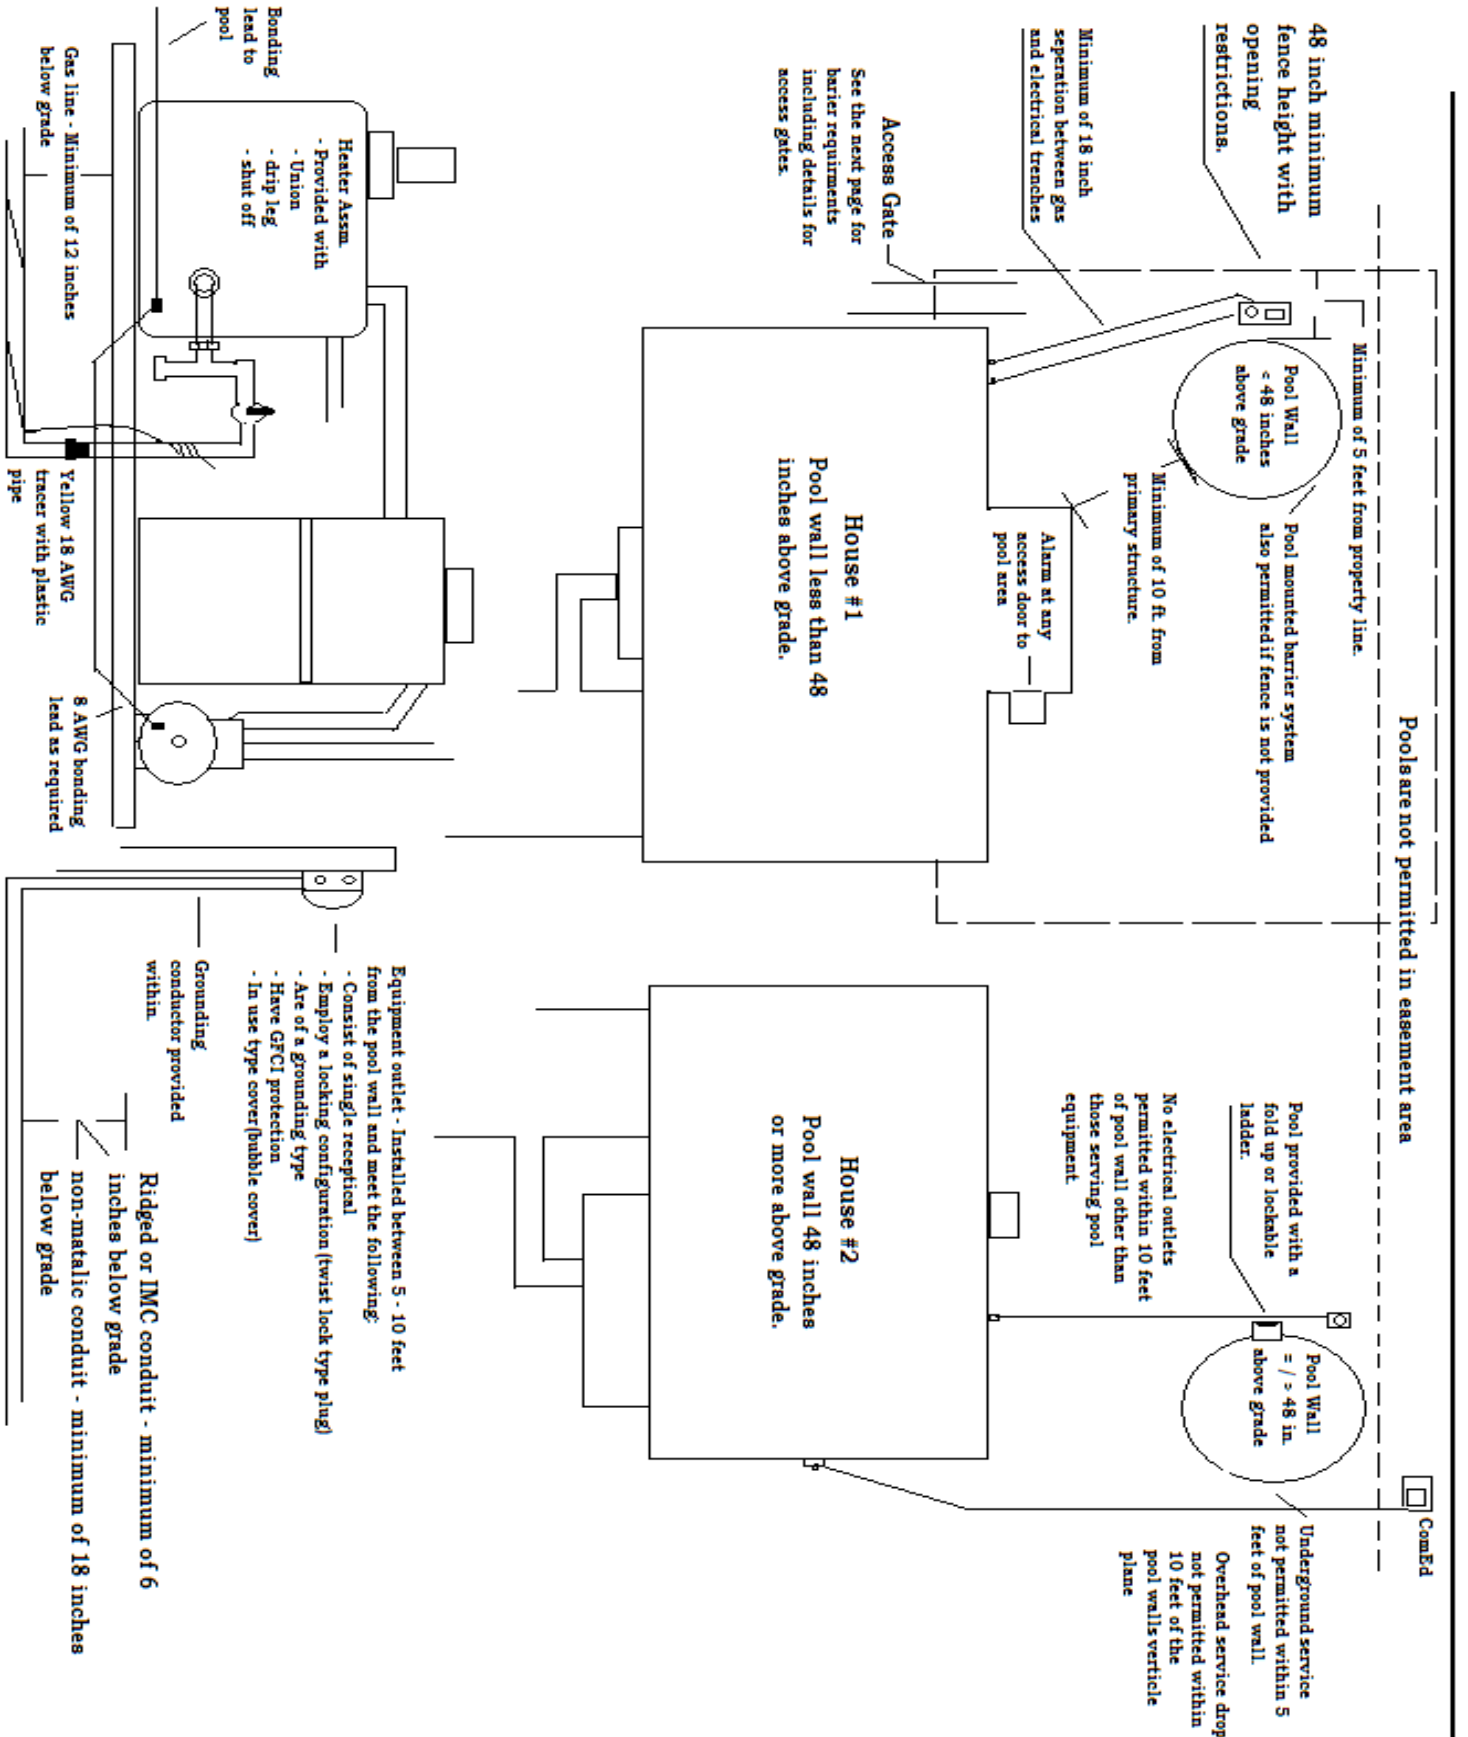 48 inch minimum
fence height with
opening
restrictions.
Minimum of 18 inch
seperation between gas
and electrical trenches
Access Gate
See the next page for
barier requirments
including details for
access gates.
Minimum of 5 feet from property line.
Pool Wall
< 48 inches
above grade
Pool mounted barrier system
also permitted if fence is not provided
Minimum of 10 ft. from
primary structure.
Alarm at any
access door to
pool area
House #1
Pool wall less than 48
inches above grade.
Pools are not permitted in easement area
Pool provided with a
fold up or lockable
ladder.
No electrical outlets
permitted within 10 feet
of pool wall other than
those serving pool
equipment
Pool Wall
= / > 48 in.
above grade
House #2
Pool wall 48 inches
or more above grade.
ComEd
Underground service
not permitted within 5
feet of pool wall.
Overhead service drop
not permitted within
10 feet of the
pool walls verticle
plane
Bonding
lead to
pool
Heater Assm.
- Provided with
- Union
- drip leg
- shut off
Gas line - Minimum of 12 inches
below grade
Yellow 18 AWG
tracer with plastic
pipe
8 AWG bonding
lead as required
Equipment outlet - Installed between 5 - 10 feet
from the pool wall and meet the following:
- Consist of single receptical
- Employ a locking configuration (twist lock type plug)
- Are of a grounding type
- Have GFCI protection
- In use type cover (bubble cover)
Grounding
conductor provided
within.
Ridged or IMC conduit - minimum of 6
inches below grade
non-matalic conduit - minimum of 18 inches
below grade